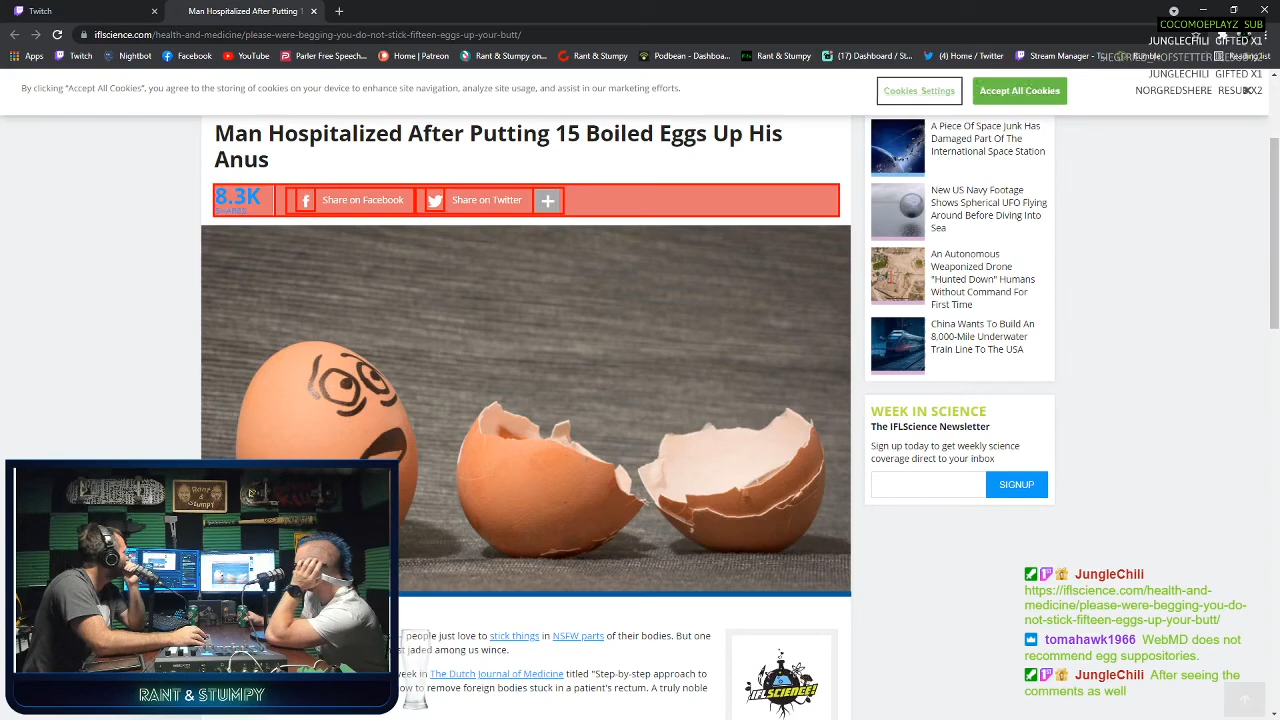 Twitch
Man Hospitalized After Putting 1
COCOMOEPLAYZ SUB
iflscience.com/health-and-medicine/please-were-begging-you-do-not-stick-fifteen-eggs-up-your-butt/
JUNGLECHILI GIFTED X1
Apps
Twitch
Nightbot
Facebook
YouTube
Parler Free Speech...
Home / Twitter
Rant & Stumpy on...
Rant & Stumpy
Podbean - Dashboa...
Rant & Stumpy
(17) Dashboard / St...
(3) Home / Twitter
Stream Manager - Tw...
JUNGLECHILI GIFTED X1
NORGREDSHERE RESUB X2
By clicking “Accept All Cookies”, you agree to the storing of cookies on your device to enhance site navigation, analyze site usage, and assist in our marketing efforts.
Cookies Settings
Accept All Cookies
Man Hospitalized After Putting 15 Boiled Eggs Up His
Anus
8.3K
SHARES
Share on Facebook
Share on Twitter
A Piece Of Space Junk Has
Damaged Part Of The
International Space Station
New US Navy Footage
Shows Spherical UFO Flying
Around Before Diving Into
Sea
An Autonomous
Weaponized Drone
"Hunted Down" Humans
Without Command For
First Time
China Wants To Build An
8,000-Mile Underwater
Train Line To The USA
WEEK IN SCIENCE
The IFLScience Newsletter
Sign up today to get weekly science
coverage direct to your inbox
SIGNUP
people just love to stick things in NSFW parts of their bodies. But one
st jaded among us wince.
week in The Dutch Journal of Medicine titled “Step-by-step approach to
ow to remove foreign bodies stuck in a patient's rectum. A truly noble
IFLSCIENCE!
RANT & STUMPY
JungleChili
https://iflscience.com/health-and-
medicine/please-were-begging-you-do-
not-stick-fifteen-eggs-up-your-butt/
tomahawk1966 WebMD does not
recommend egg suppositories.
JungleChili After seeing the
comments as well